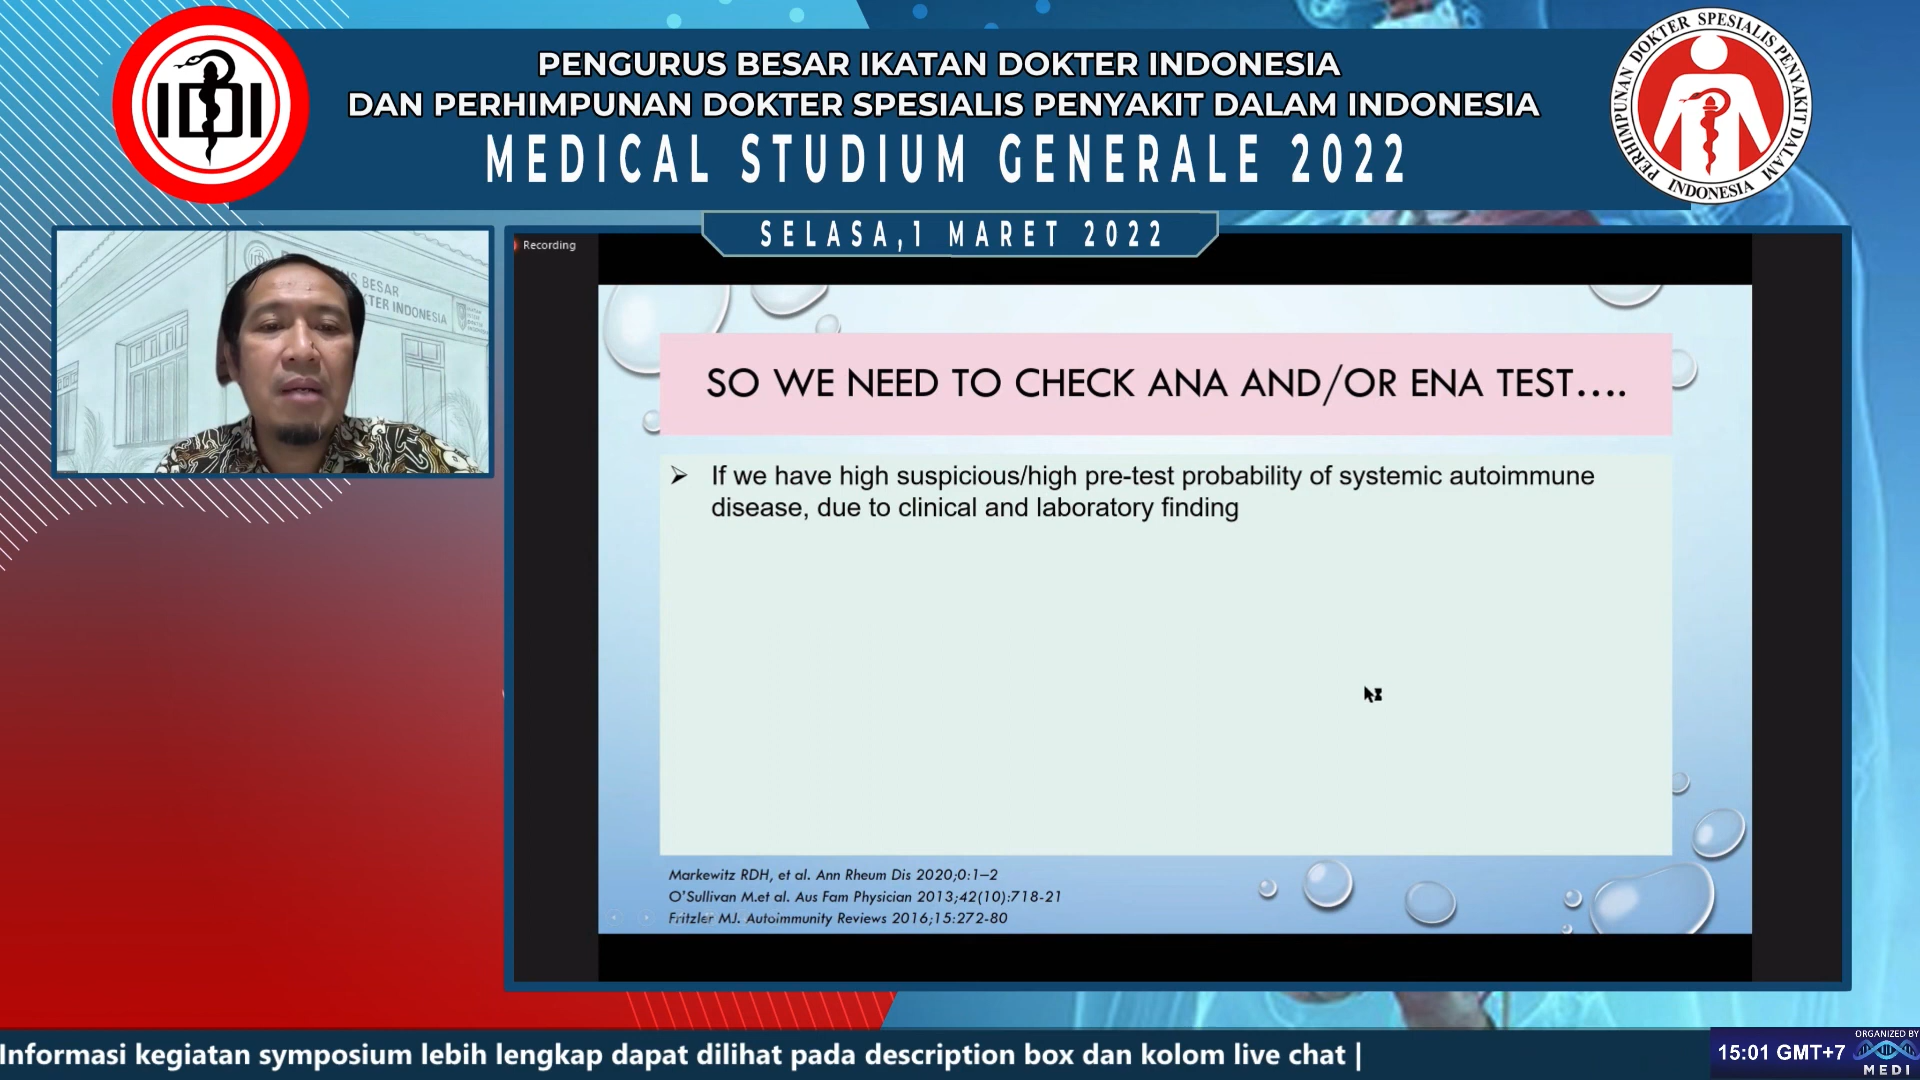 PENGURUS BESAR IKATAN DOKTER INDONESIA
DAN PERHIMPUNAN DOKTER SPESIALIS PENYAKIT DALAM INDONESIA
MEDICAL STUDIUM GENERALE 2022
IDI
PERHIMPUNAN DOKTER SPESIALIS PENYAKIT DALAM
INDONESIA
SELASA,1 MARET 2022
Recording
BESAR
DOKTER INDONESIA
SO WE NEED TO CHECK ANA AND/OR ENA TEST....
➢ If we have high suspicious/high pre-test probability of systemic autoimmune
disease, due to clinical and laboratory finding
Markewitz RDH, et al. Ann Rheum Dis 2020;0:1–2
O'Sullivan M.et al. Aus Fam Physician 2013;42(10):718-21
Fritzler MJ. Autoimmunity Reviews 2016;15:272-80
Informasi kegiatan symposium lebih lengkap dapat dilihat pada description box dan kolom live chat |
15:01 GMT+7
ORGANIZED BY
MEDI